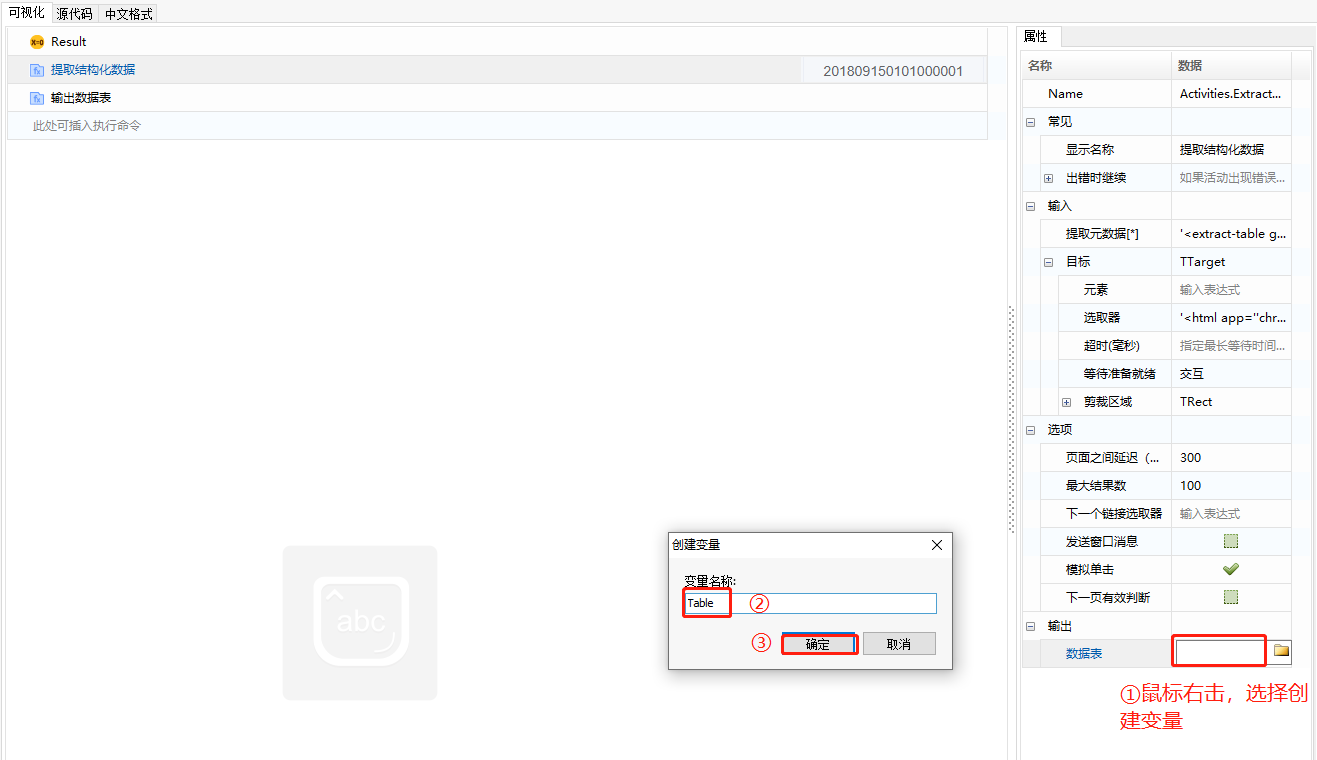 可视化 源代码 中文格式
x=0 Result
fx 提取结构化数据 201809150101000001
fx 输出数据表
此处可插入执行命令
abc
创建变量
变量名称:
Table ②
③ 确定 取消
属性
名称 数据
Name Activities.Extract...
常见
显示名称 提取结构化数据
出错时继续 如果活动出现错误...
输入
提取元数据[*] '<extract-table g...
目标 TTarget
元素 输入表达式
选取器 '<html app="chr...
超时(毫秒) 指定最长等待时间...
等待准备就绪 交互
剪裁区域 TRect
选项
页面之间延迟（... 300
最大结果数 100
下一个链接选取器 输入表达式
发送窗口消息
模拟单击
下一页有效判断
输出
数据表
①鼠标右击，选择创
建变量